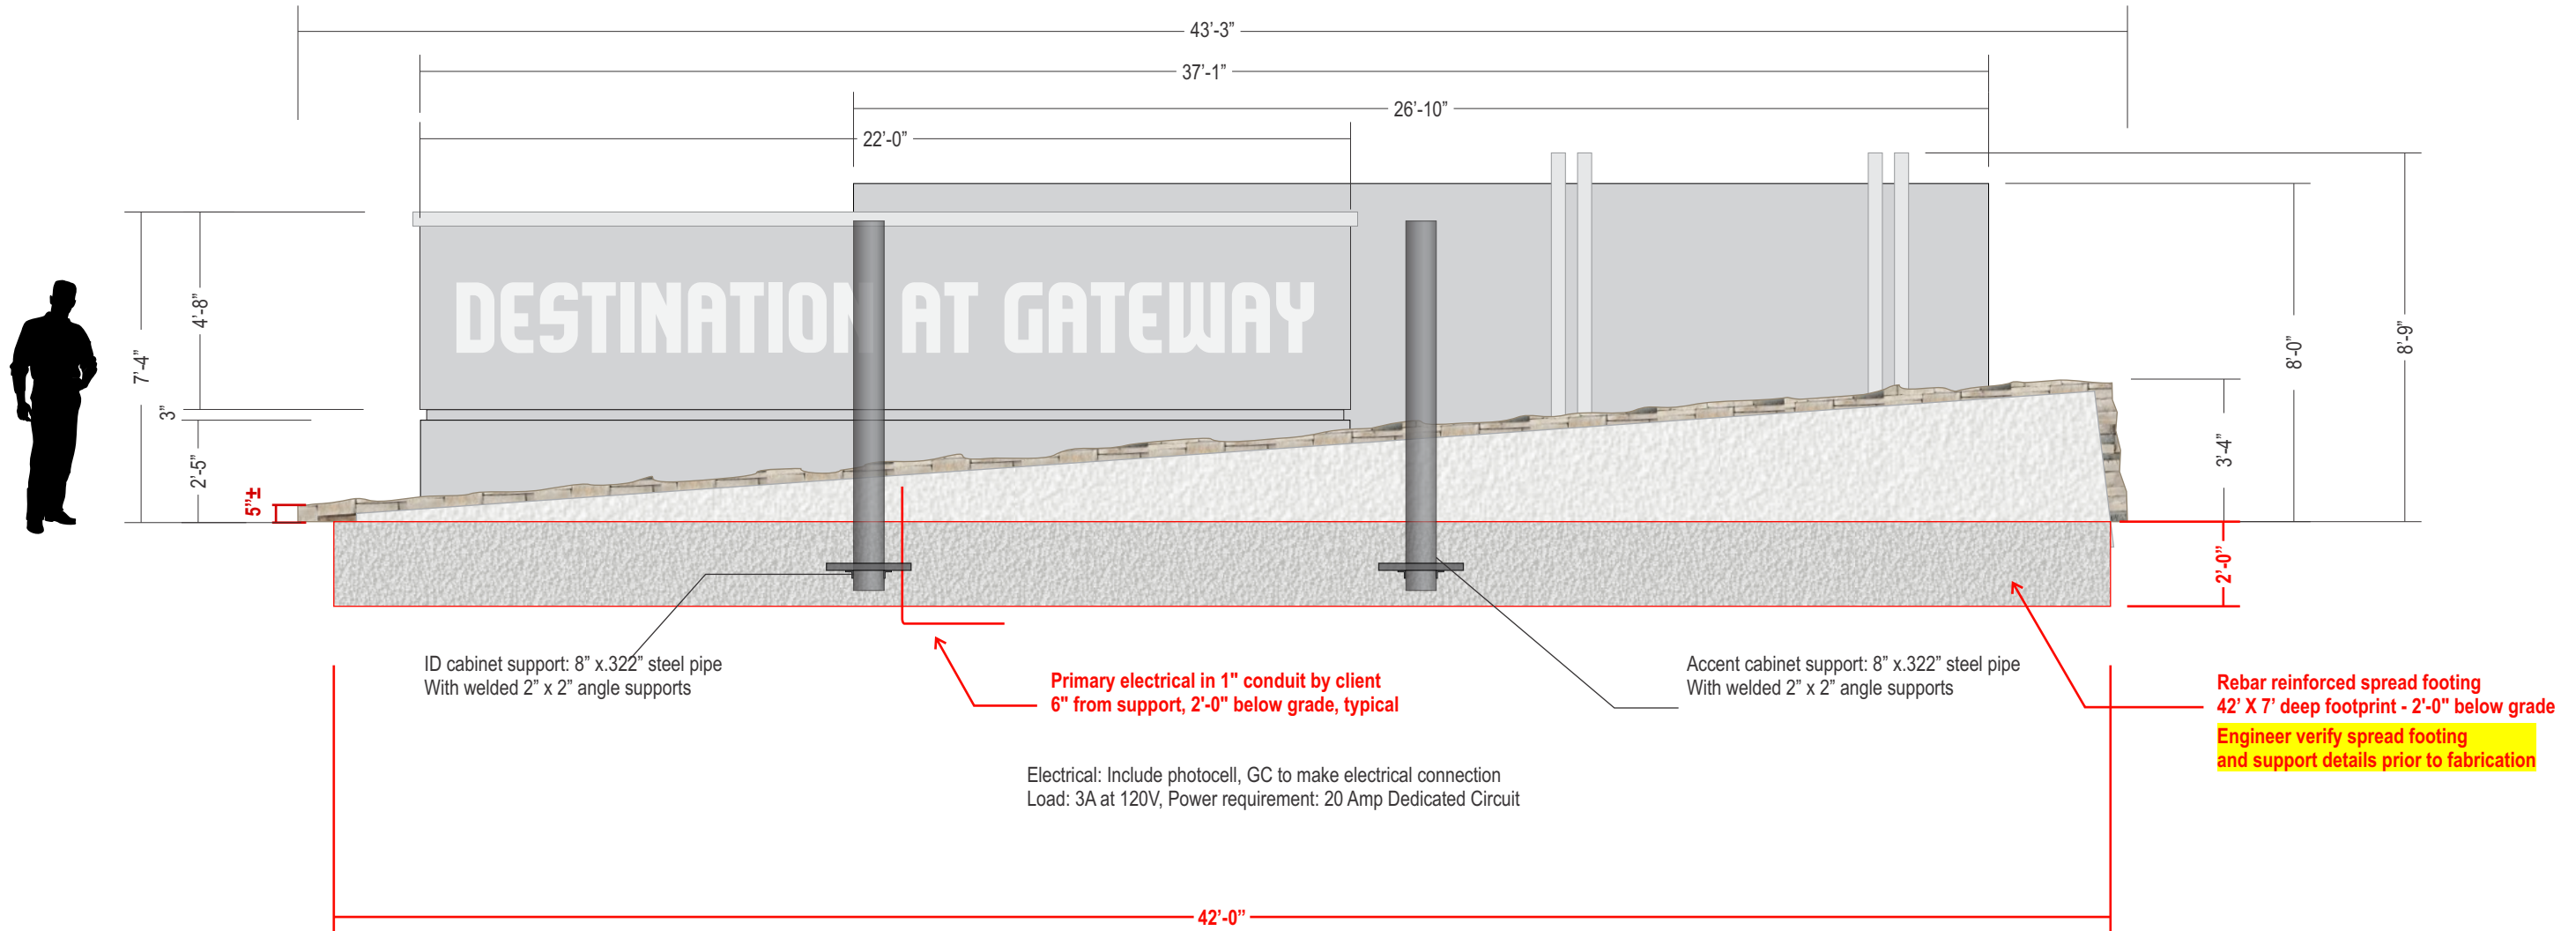 43’-3”
37’-1”
26’-10”
22’-0”
DESTINATION AT GATEWAY
7’-4”
4’-8”
3”
2’-5”
5”±
8’-0”
8’-9”
3’-4”
2’-0”
ID cabinet support: 8” x.322” steel pipe
With welded 2” x 2” angle supports
Primary electrical in 1" conduit by client
6" from support, 2'-0" below grade, typical
Accent cabinet support: 8” x.322” steel pipe
With welded 2” x 2” angle supports
Rebar reinforced spread footing
42’ X 7’ deep footprint - 2'-0" below grade
Engineer verify spread footing
and support details prior to fabrication
Electrical: Include photocell, GC to make electrical connection
Load: 3A at 120V, Power requirement: 20 Amp Dedicated Circuit
42’-0”